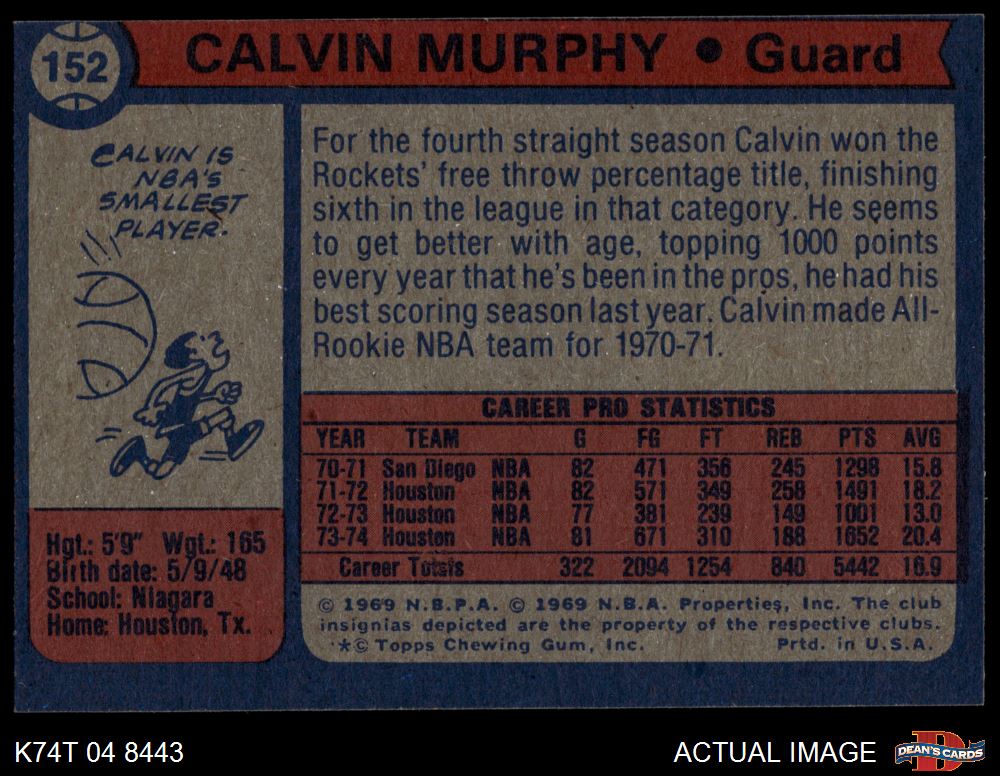 152
CALVIN MURPHY • Guard
CALVIN IS
NBA'S
SMALLEST
PLAYER.
For the fourth straight season Calvin won the
Rockets' free throw percentage title, finishing
sixth in the league in that category. He seems
to get better with age, topping 1000 points
every year that he's been in the pros, he had his
best scoring season last year. Calvin made All-
Rookie NBA team for 1970-71.
CAREER PRO STATISTICS
YEAR TEAM G FG FT REB PTS AVG
70-71 San Diego NBA 82 471 356 245 1298 15.8
71-72 Houston NBA 82 571 349 258 1491 18.2
72-73 Houston NBA 77 381 239 149 1001 13.0
73-74 Houston NBA 81 671 310 188 1652 20.4
Career Totals 322 2094 1254 840 5442 16.9
Hgt.: 5'9" Wgt.: 165
Birth date: 5/9/48
School: Niagara
Home: Houston, Tx.
© 1969 N.B.P.A. © 1969 N.B.A. Properties, Inc. The club
insignias depicted are the property of the respective clubs.
*© Topps Chewing Gum, Inc. Prtd. in U.S.A.
K74T 04 8443
ACTUAL IMAGE
D
DEAN'S CARDS